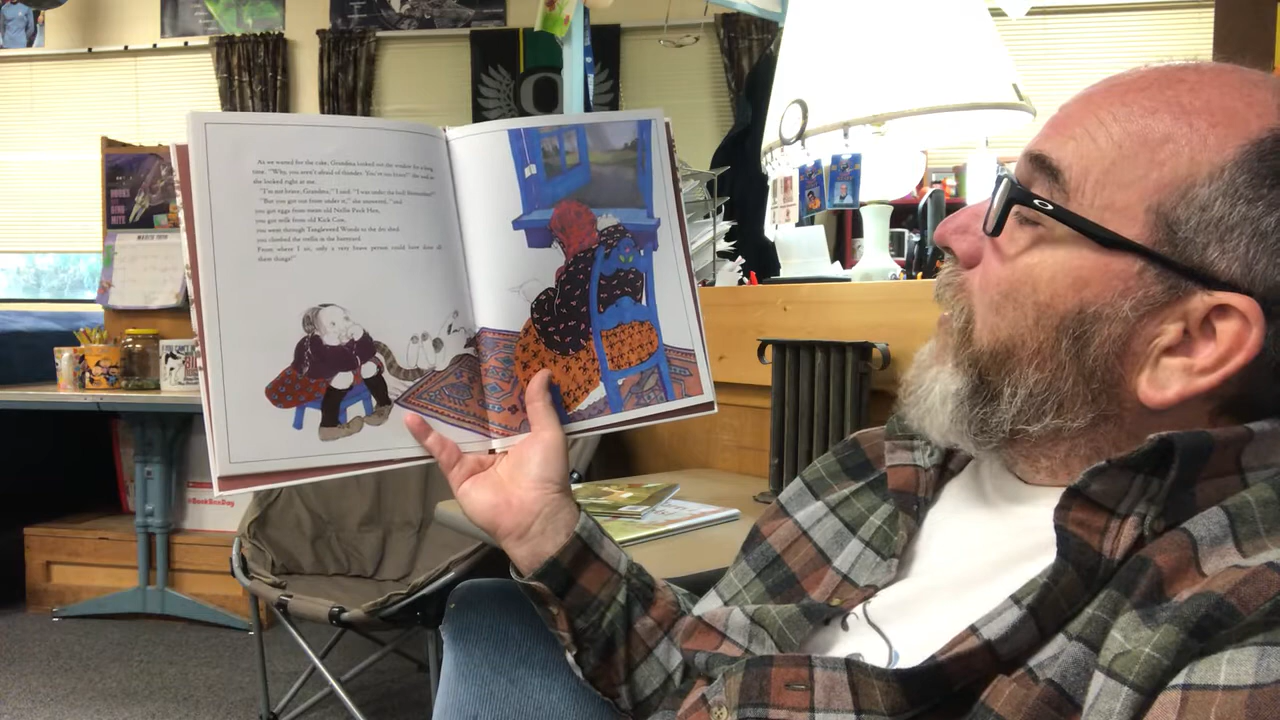 As we waited for the cake, Grandma looked out the window for a long
time. "Why, you aren't afraid of thunder. You're too brave!" she said as
she looked right at me.
"I'm not brave, Grandma," I said. "I was under the bed! Remember?"
"But you got out from under it," she answered, "and
you got eggs from mean old Nellie Peck Hen,
you got milk from old Kick Cow,
you went through Tangleweed Woods to the dry shed,
you climbed the trellis in the barnyard.
From where I sit, only a very brave person could have done all
these things!"
O
MARCH
#BookBoxDay